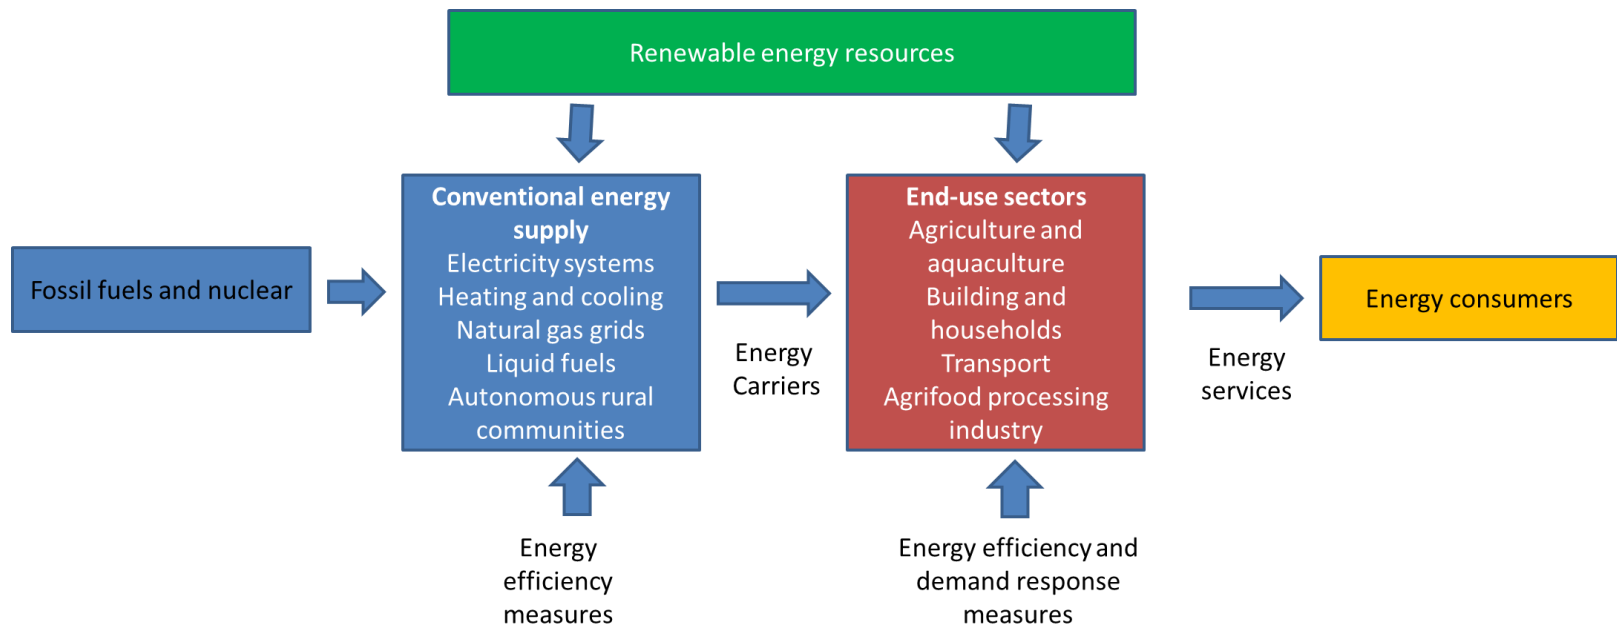 Renewable energy resources
Fossil fuels and nuclear
Conventional energy
supply
Electricity systems
Heating and cooling
Natural gas grids
Liquid fuels
Autonomous rural
communities
Energy
Carriers
End-use sectors
Agriculture and
aquaculture
Building and
households
Transport
Agrifood processing
industry
Energy
services
Energy consumers
Energy
efficiency
measures
Energy efficiency and
demand response
measures